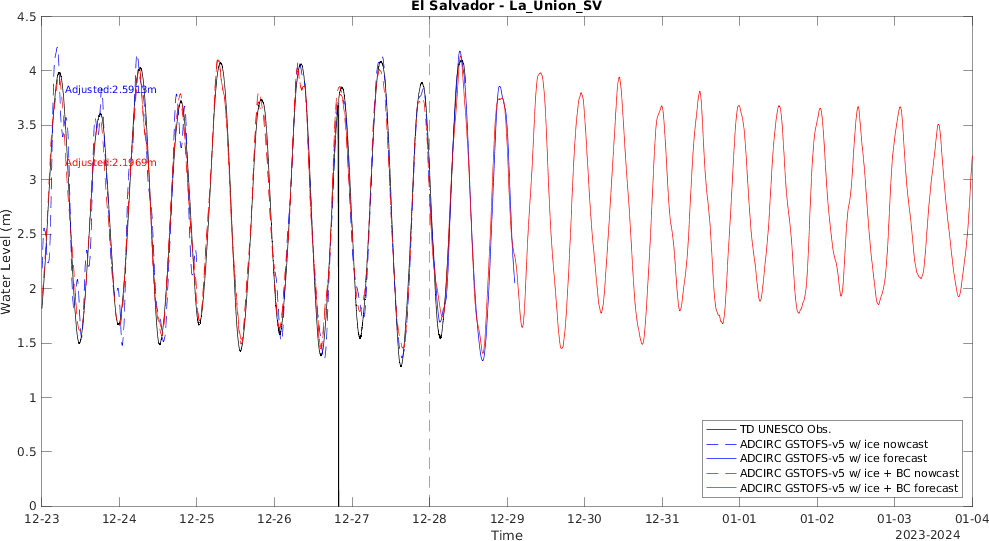 El Salvador - La_Union_SV
4.5
4
3.5
3
2.5
2
1.5
1
0.5
0
Water Level (m)
Adjusted:2.5913m
Adjusted:2.1969m
TD UNESCO Obs.
ADCIRC GSTOFS-v5 w/ ice nowcast
ADCIRC GSTOFS-v5 w/ ice forecast
ADCIRC GSTOFS-v5 w/ ice + BC nowcast
ADCIRC GSTOFS-v5 w/ ice + BC forecast
12-23 12-24 12-25 12-26 12-27 12-28 12-29 12-30 12-31 01-01 01-02 01-03 01-04
Time
2023-2024